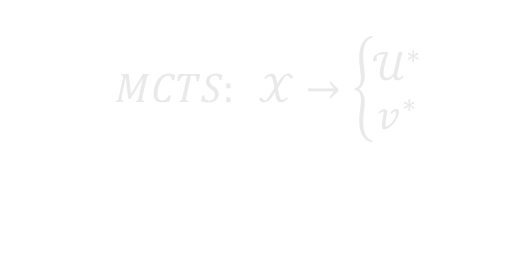 MCTS: 𝒳 → { 𝒰*
v*